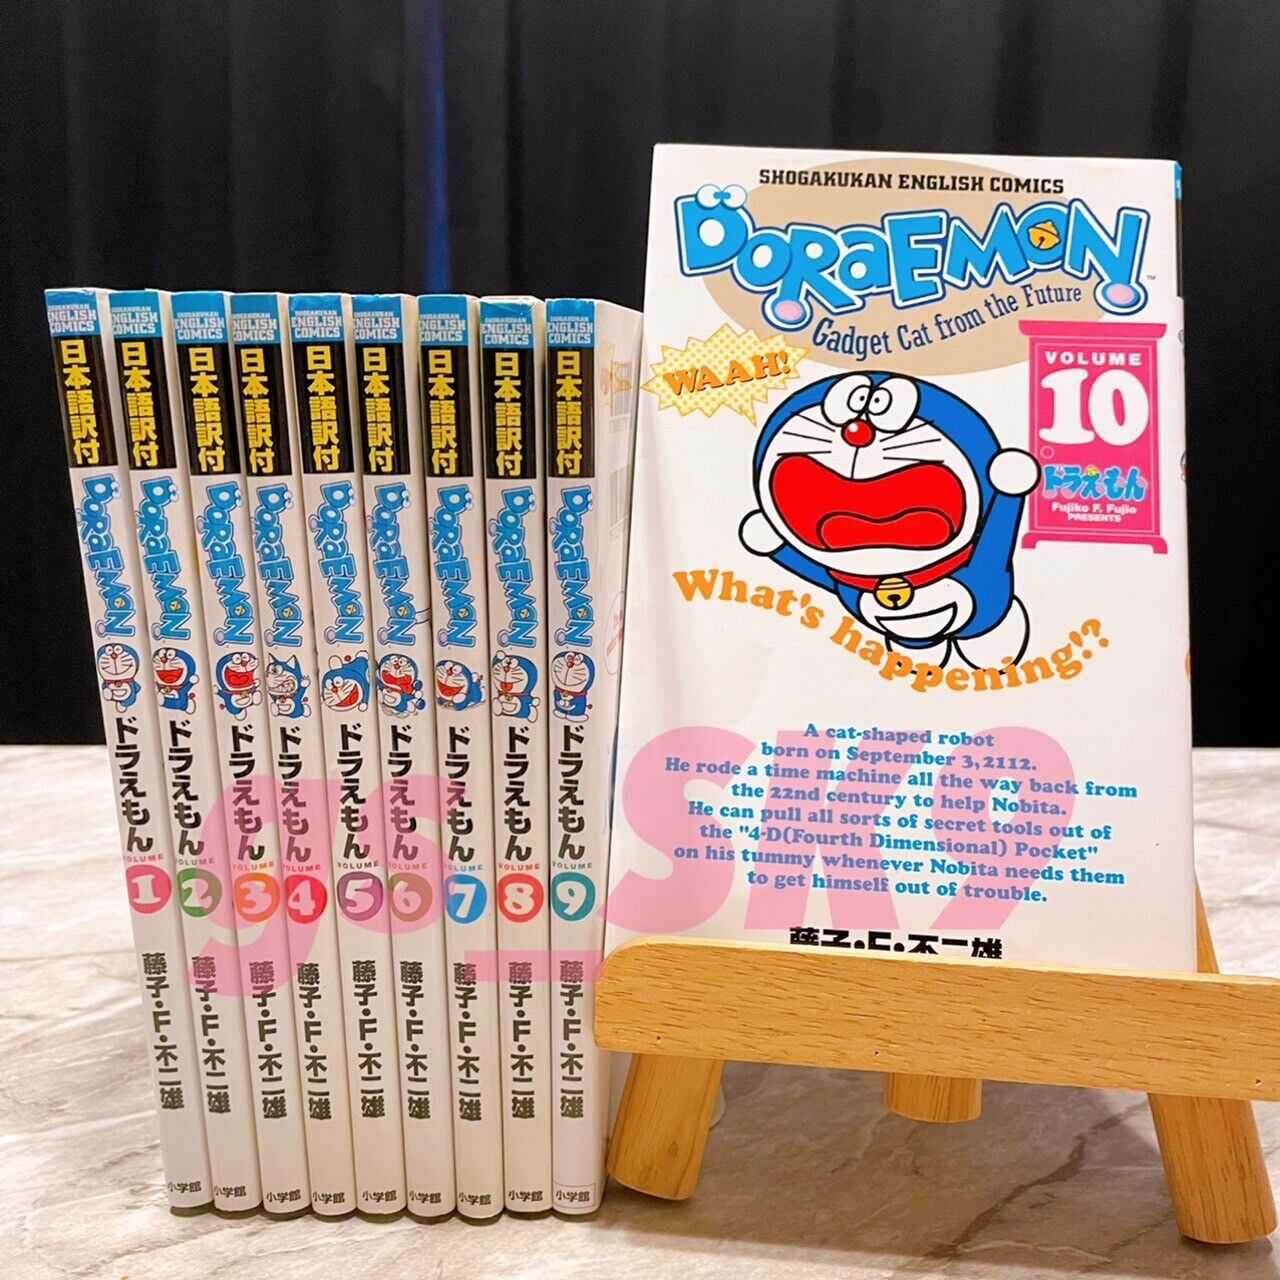 SHOGAKUKAN ENGLISH COMICS
日本語訳付
DORAEMON
ドラえもん
VOLUME
1
藤子・F・不二雄
小学館
SHOGAKUKAN ENGLISH COMICS
日本語訳付
DORAEMON
ドラえもん
VOLUME
2
藤子・F・不二雄
小学館
SHOGAKUKAN ENGLISH COMICS
日本語訳付
DORAEMON
ドラえもん
VOLUME
3
藤子・F・不二雄
小学館
SHOGAKUKAN ENGLISH COMICS
日本語訳付
DORAEMON
ドラえもん
VOLUME
4
藤子・F・不二雄
小学館
SHOGAKUKAN ENGLISH COMICS
日本語訳付
DORAEMON
ドラえもん
VOLUME
5
藤子・F・不二雄
小学館
SHOGAKUKAN ENGLISH COMICS
日本語訳付
DORAEMON
ドラえもん
VOLUME
6
藤子・F・不二雄
小学館
SHOGAKUKAN ENGLISH COMICS
日本語訳付
DORAEMON
ドラえもん
VOLUME
7
藤子・F・不二雄
小学館
SHOGAKUKAN ENGLISH COMICS
日本語訳付
DORAEMON
ドラえもん
VOLUME
8
藤子・F・不二雄
小学館
SHOGAKUKAN ENGLISH COMICS
日本語訳付
DORAEMON
ドラえもん
VOLUME
9
藤子・F・不二雄
小学館
SHOGAKUKAN ENGLISH COMICS
DORAEMON™
Gadget Cat from the Future
WAAH!
VOLUME
10
ドラえもん
Fujiko F. Fujio
PRESENTS
What's happening!?
A cat-shaped robot
born on September 3, 2112.
He rode a time machine all the way back from
the 22nd century to help Nobita.
He can pull all sorts of secret tools out of
the "4-D(Fourth Dimensional) Pocket"
on his tummy whenever Nobita needs them
to get himself out of trouble.
藤子・F・不二雄
gs_SK9